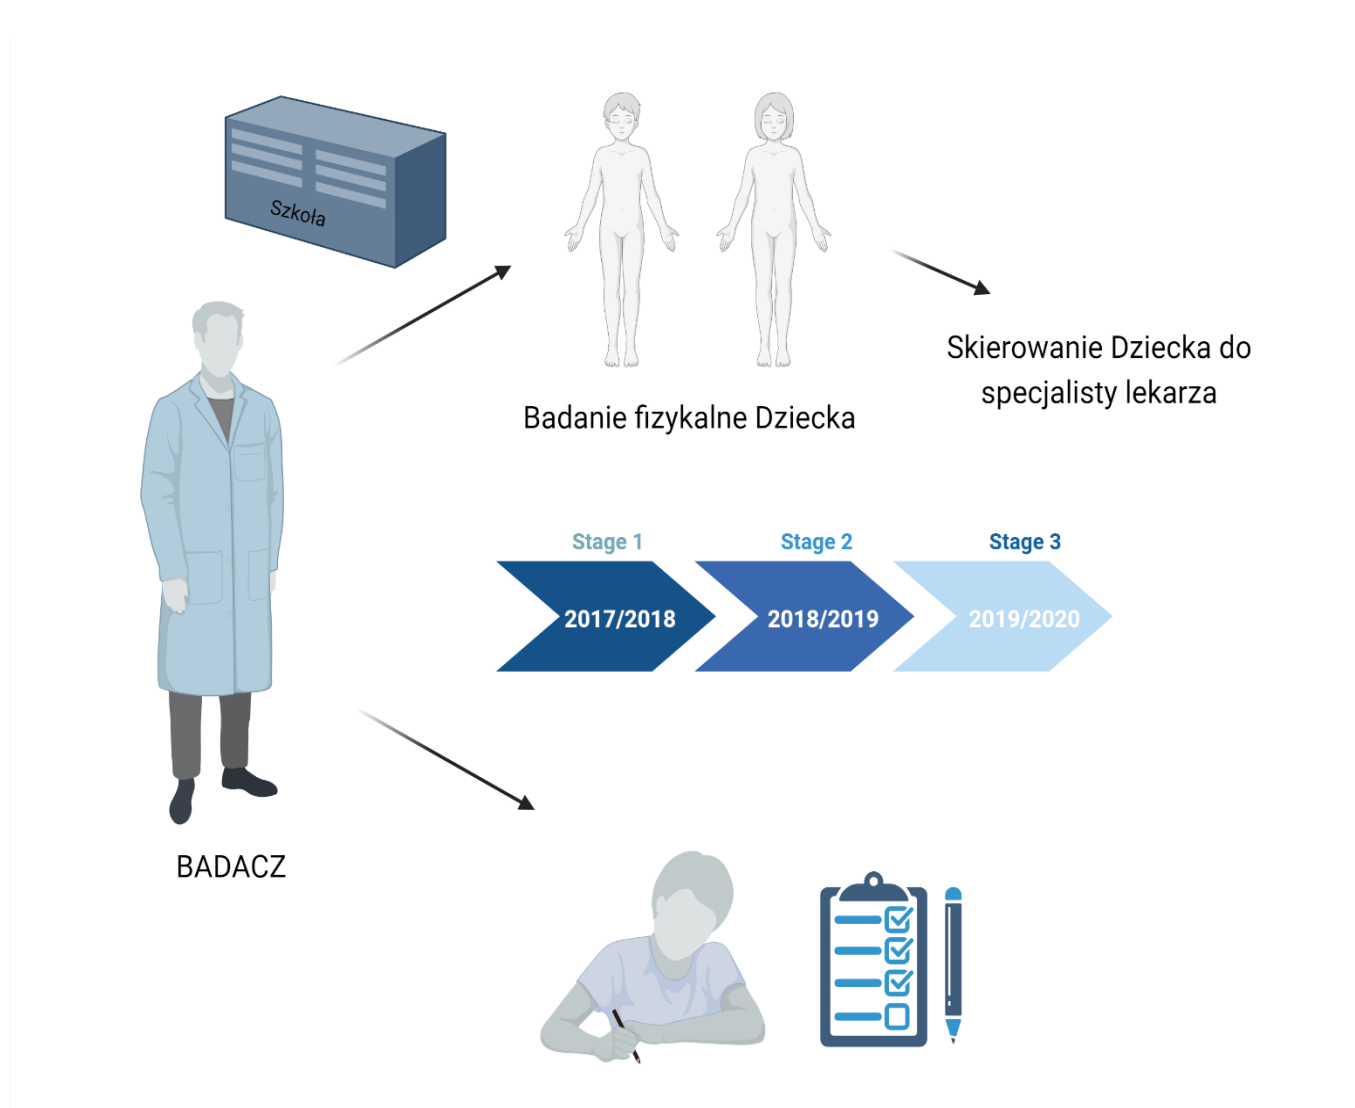 Szkoła
Badanie fizykalne Dziecka
Skierowanie Dziecka do
specjalisty lekarza
Stage 1
Stage 2
Stage 3
2017/2018
2018/2019
2019/2020
BADACZ